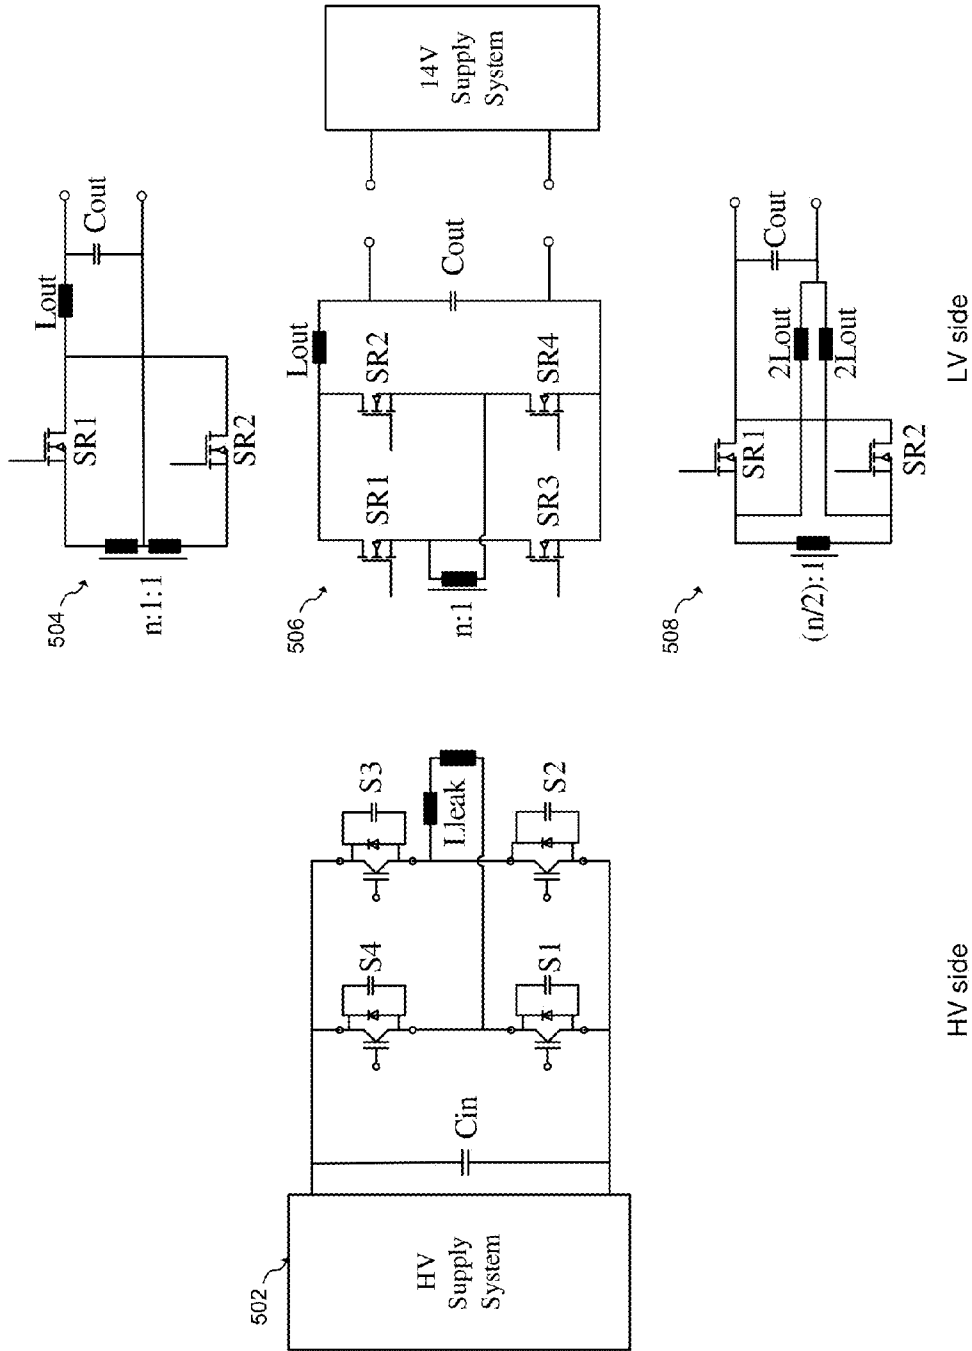 502
HV
Supply
System
Cin
S4
S3
S1
S2
Lleak
HV side
504
n:1:1
SR1
SR2
Lout
Cout
506
n:1
SR1
SR2
SR3
SR4
Lout
Cout
14V
Supply
System
508
(n/2):1
SR1
SR2
2Lout
2Lout
Cout
LV side